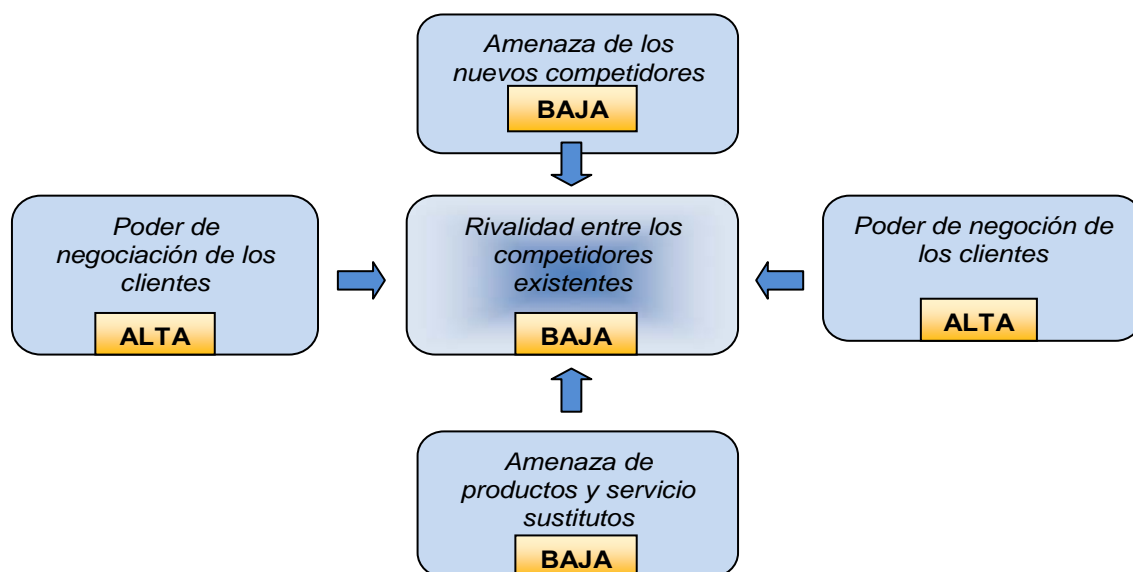 Amenaza de los
nuevos competidores
BAJA
Poder de
negociación de los
clientes
ALTA
Rivalidad entre los
competidores
existentes
BAJA
Poder de negoción de
los clientes
ALTA
Amenaza de
productos y servicio
sustitutos
BAJA